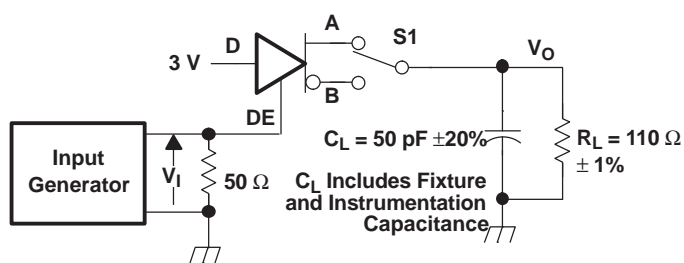 A
S1
D
3 V
B
VO
DE
Input
Generator
VI
50 Ω
CL = 50 pF ±20%
RL = 110 Ω
± 1%
CL Includes Fixture
and Instrumentation
Capacitance